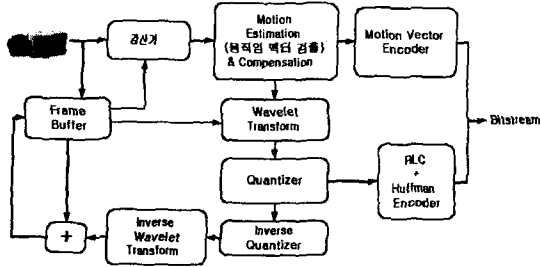 감산기
Motion
Estimation
(움직임 벡터 검출)
& Compensation
Motion Vector
Encoder
Frame
Buffer
Wavelet
Transform
Bitstream
Quantizer
RLC
+
Huffman
Encoder
+
Inverse
Wavelet
Transform
Inverse
Quantizer